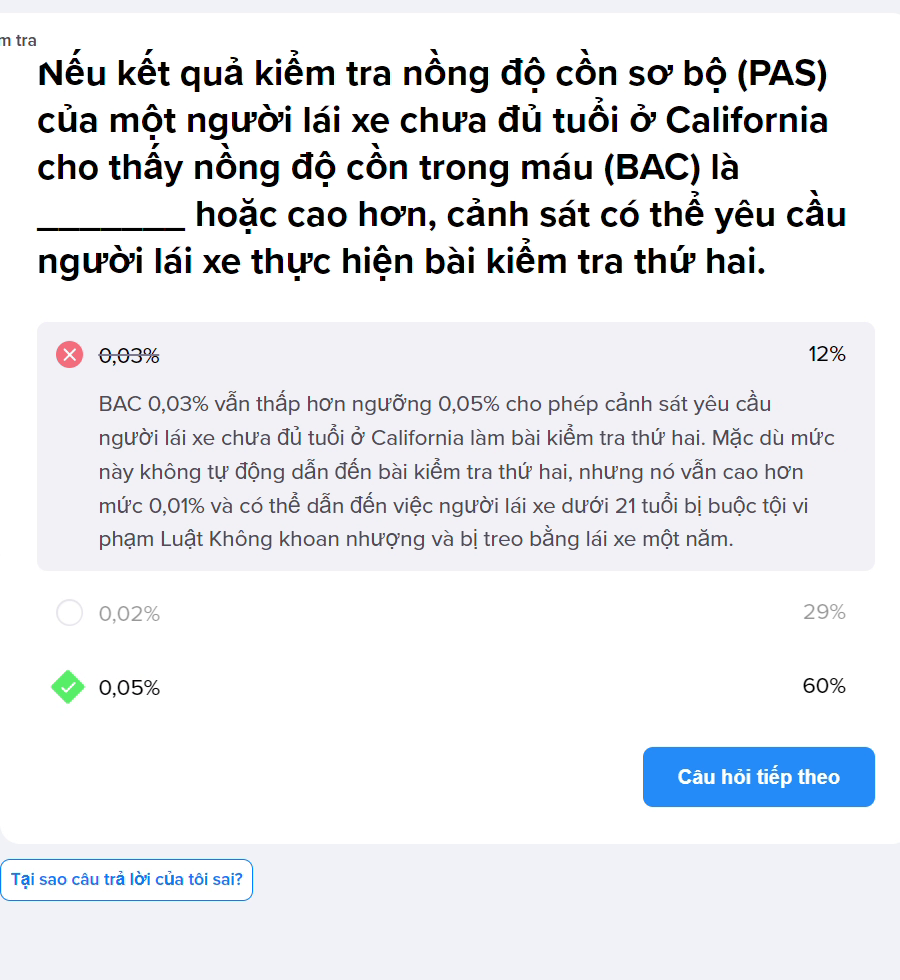 m tra
Nếu kết quả kiểm tra nồng độ cồn sơ bộ (PAS)
của một người lái xe chưa đủ tuổi ở California
cho thấy nồng độ cồn trong máu (BAC) là
_______ hoặc cao hơn, cảnh sát có thể yêu cầu
người lái xe thực hiện bài kiểm tra thứ hai.
0,03%
12%
BAC 0,03% vẫn thấp hơn ngưỡng 0,05% cho phép cảnh sát yêu cầu
người lái xe chưa đủ tuổi ở California làm bài kiểm tra thứ hai. Mặc dù mức
này không tự động dẫn đến bài kiểm tra thứ hai, nhưng nó vẫn cao hơn
mức 0,01% và có thể dẫn đến việc người lái xe dưới 21 tuổi bị buộc tội vi
phạm Luật Không khoan nhượng và bị treo bằng lái xe một năm.
0,02%
29%
0,05%
60%
Câu hỏi tiếp theo
Tại sao câu trả lời của tôi sai?